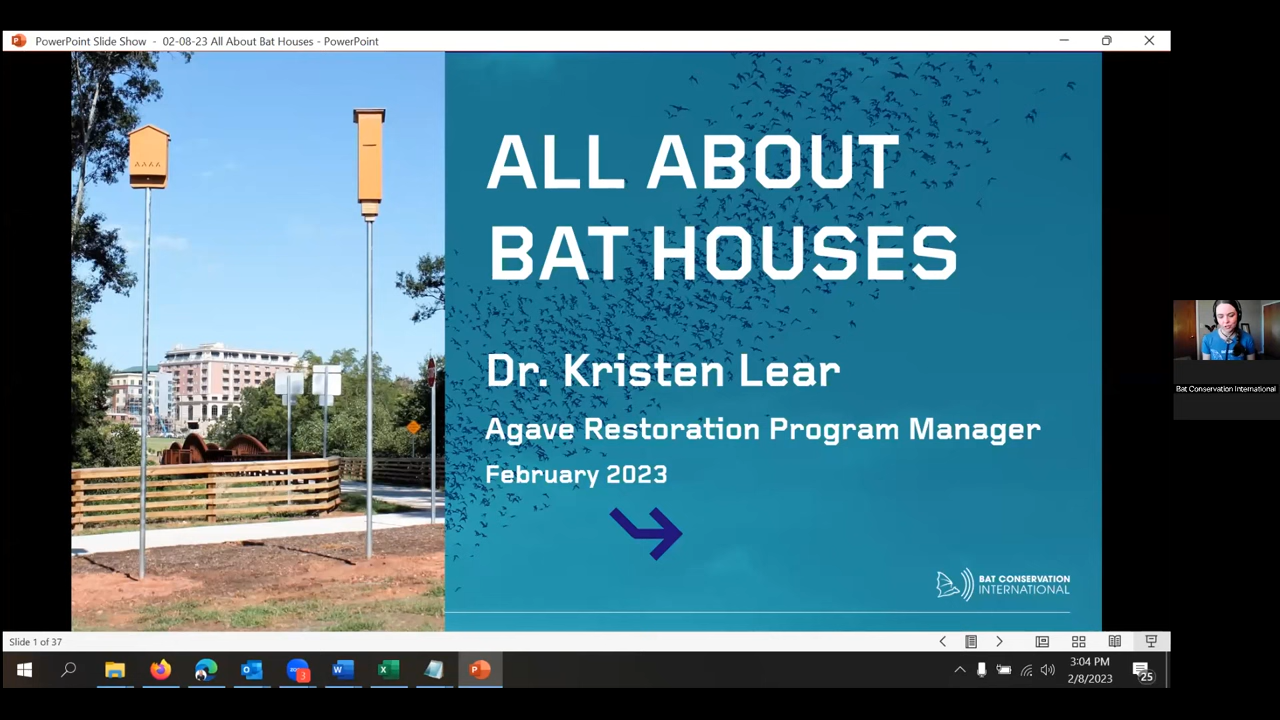 PowerPoint Slide Show - 02-08-23 All About Bat Houses - PowerPoint
ALL ABOUT
BAT HOUSES
Dr. Kristen Lear
Agave Restoration Program Manager
February 2023
BAT CONSERVATION
INTERNATIONAL
Bat Conservation International
Slide 1 of 37
3
3:04 PM
2/8/2023
25